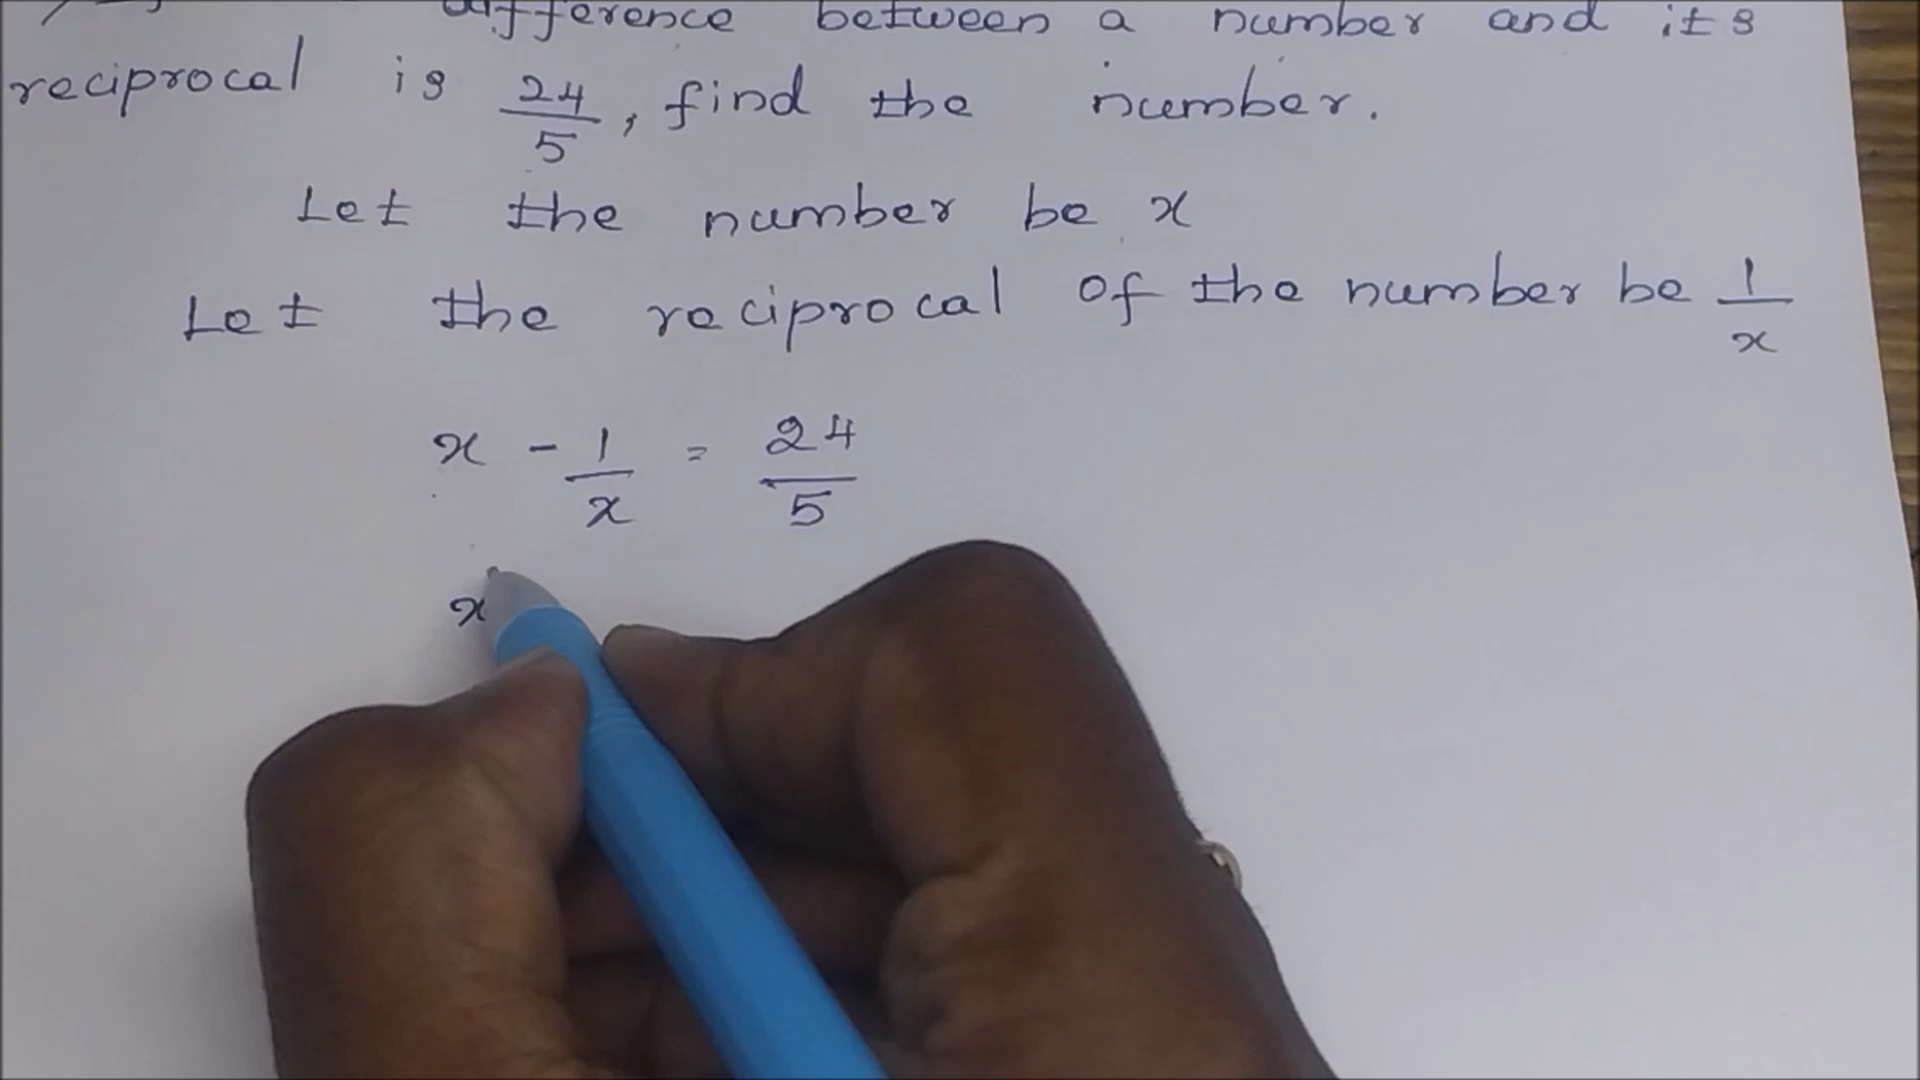 difference between a number and its
reciprocal is 24/5, find the number.
Let the number be x
Let the reciprocal of the number be 1/x
x - 1/x = 24/5
x